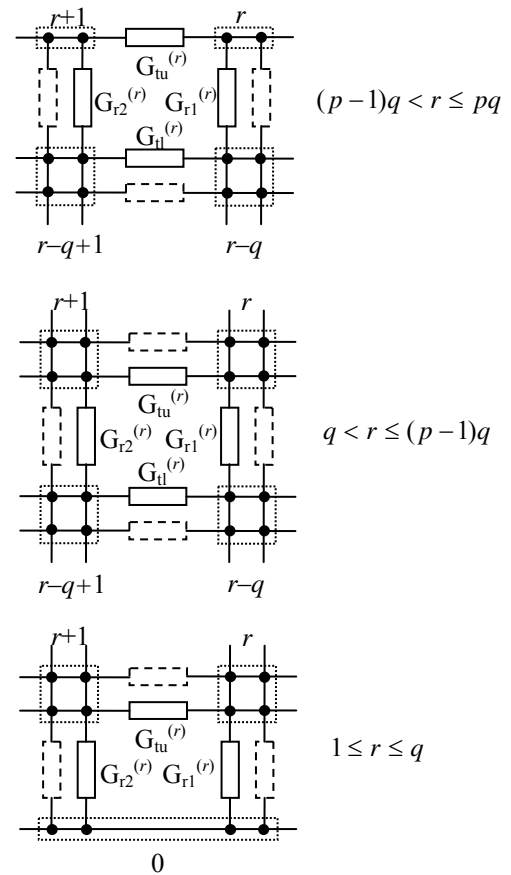 r+1 r
G_tu^(r)
G_r2^(r) G_r1^(r) (p−1)q < r ≤ pq
G_tl^(r)
r−q+1 r−q
r+1 r
G_tu^(r)
G_r2^(r) G_r1^(r) q < r ≤ (p−1)q
G_tl^(r)
r−q+1 r−q
r+1 r
G_tu^(r)
G_r2^(r) G_r1^(r) 1 ≤ r ≤ q
0